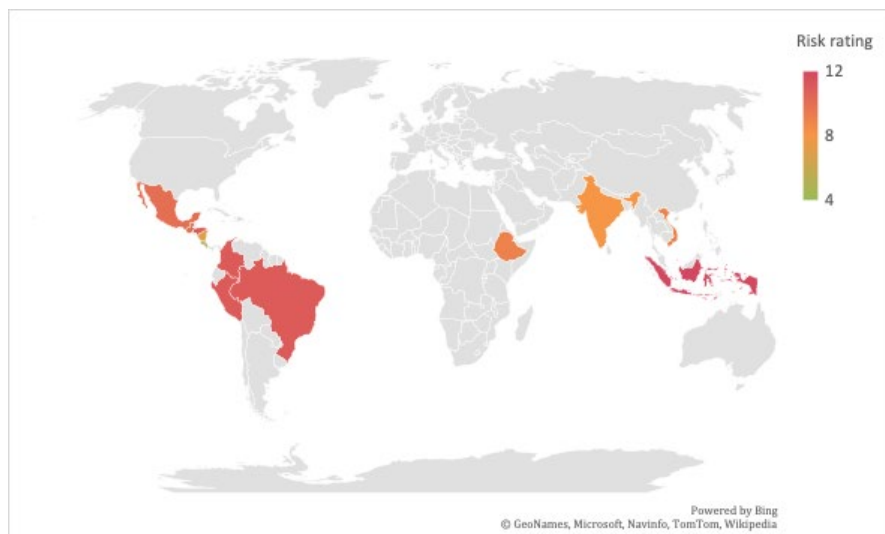 Risk rating
12
8
4
Powered by Bing
© GeoNames, Microsoft, Navinfo, TomTom, Wikipedia